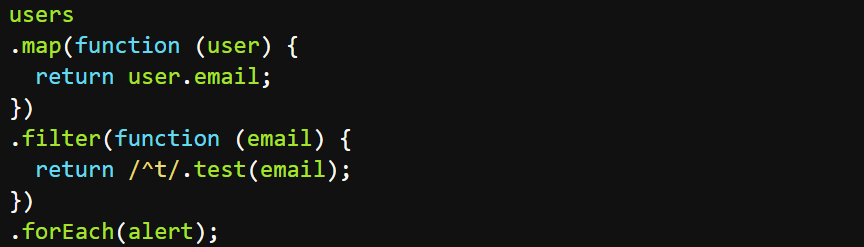 users
.map(function (user) {
  return user.email;
})
.filter(function (email) {
  return /^t/.test(email);
})
.forEach(alert);